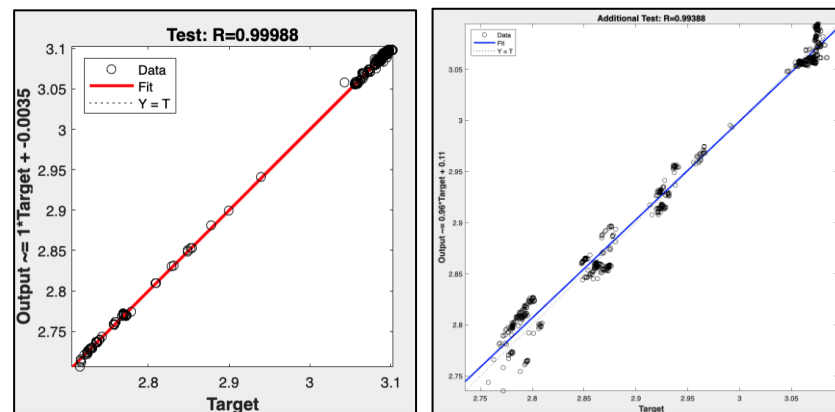 Test: R=0.99988
Output ~= 1*Target + -0.0035
3.1
3.05
3
2.95
2.9
2.85
2.8
2.75
Data
Fit
Y = T
2.8
2.9
3
3.1
Target
Additional Test: R=0.99388
Output ~= 0.96*Target + 0.11
3.05
3
2.95
2.9
2.85
2.8
2.75
Data
Fit
Y = T
2.75
2.8
2.85
2.9
2.95
3
3.05
Target